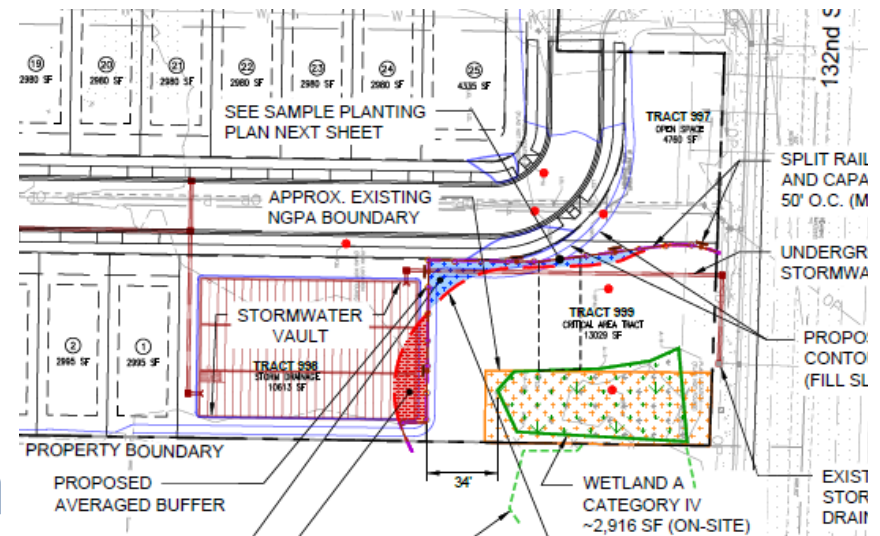 19
2980 SF
20
2980 SF
21
2980 SF
22
2980 SF
23
2980 SF
24
2980 SF
25
4335 SF
132nd S
SEE SAMPLE PLANTING
PLAN NEXT SHEET
TRACT 997
OPEN SPACE
4760 SF
SPLIT RAIL
AND CAPA
50' O.C. (M
APPROX. EXISTING
NGPA BOUNDARY
UNDERGR
STORMWA
STORMWATER
VAULT
TRACT 999
CRITICAL AREA TRACT
13029 SF
PROPOS
CONTO
(FILL SL
2
2995 SF
1
2995 SF
TRACT 998
STORM DRAINAGE
10613 SF
PROPERTY BOUNDARY
PROPOSED
AVERAGED BUFFER
34'
WETLAND A
CATEGORY IV
~2,916 SF (ON-SITE)
EXIST
STOR
DRAIN